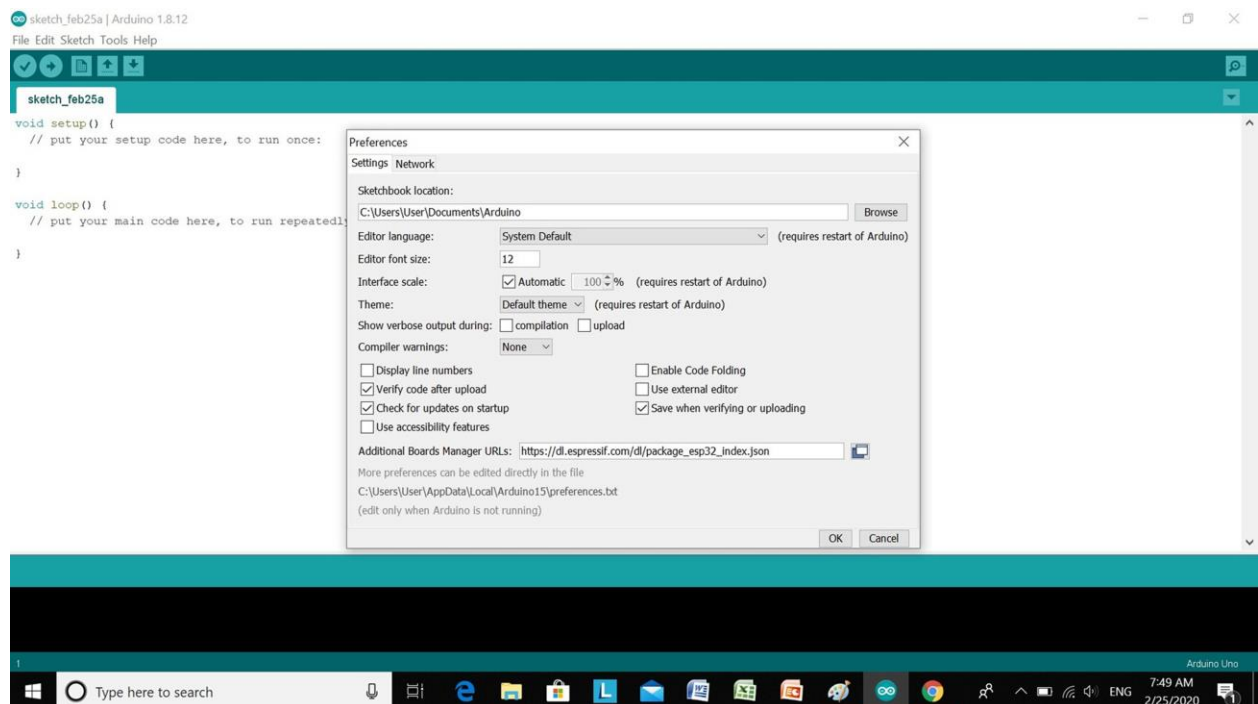 sketch_feb25a | Arduino 1.8.12
File Edit Sketch Tools Help
sketch_feb25a
void setup() {
// put your setup code here, to run once:
}
void loop() {
// put your main code here, to run repeatedly
}
Preferences
Settings Network
Sketchbook location:
C:\Users\User\Documents\Arduino Browse
Editor language: System Default (requires restart of Arduino)
Editor font size: 12
Interface scale: Automatic 100 % (requires restart of Arduino)
Theme: Default theme (requires restart of Arduino)
Show verbose output during: compilation upload
Compiler warnings: None
Display line numbers Enable Code Folding
Verify code after upload Use external editor
Check for updates on startup Save when verifying or uploading
Use accessibility features
Additional Boards Manager URLs: https://dl.espressif.com/dl/package_esp32_index.json
More preferences can be edited directly in the file
C:\Users\User\AppData\Local\Arduino15\preferences.txt
(edit only when Arduino is not running)
OK Cancel
1 Arduino Uno
Type here to search L ENG 7:49 AM
2/25/2020 1